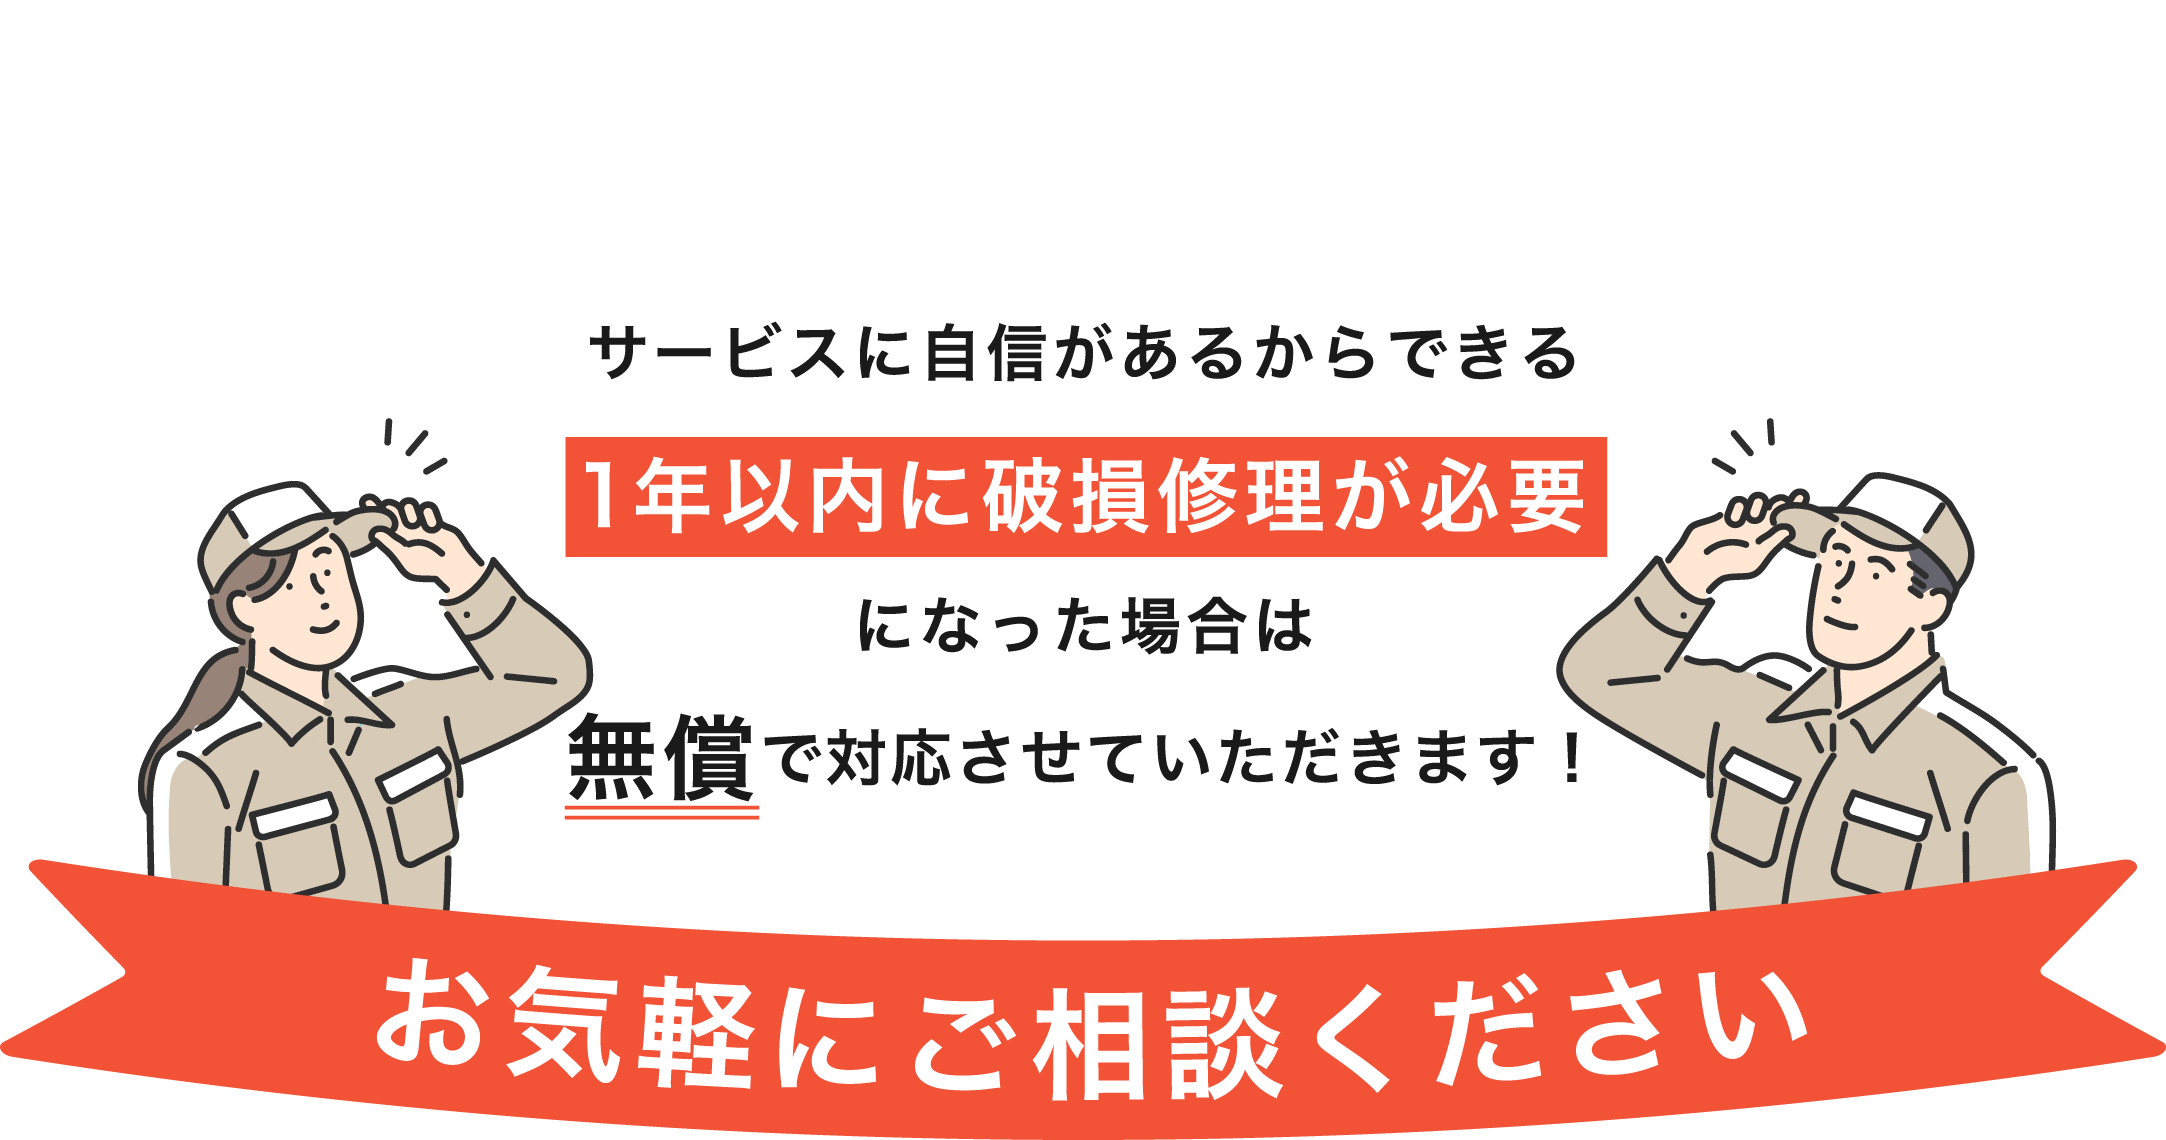 サービスに自信があるからできる
1年以内に破損修理が必要
になった場合は
無償で対応させていただきます！
お気軽にご相談ください